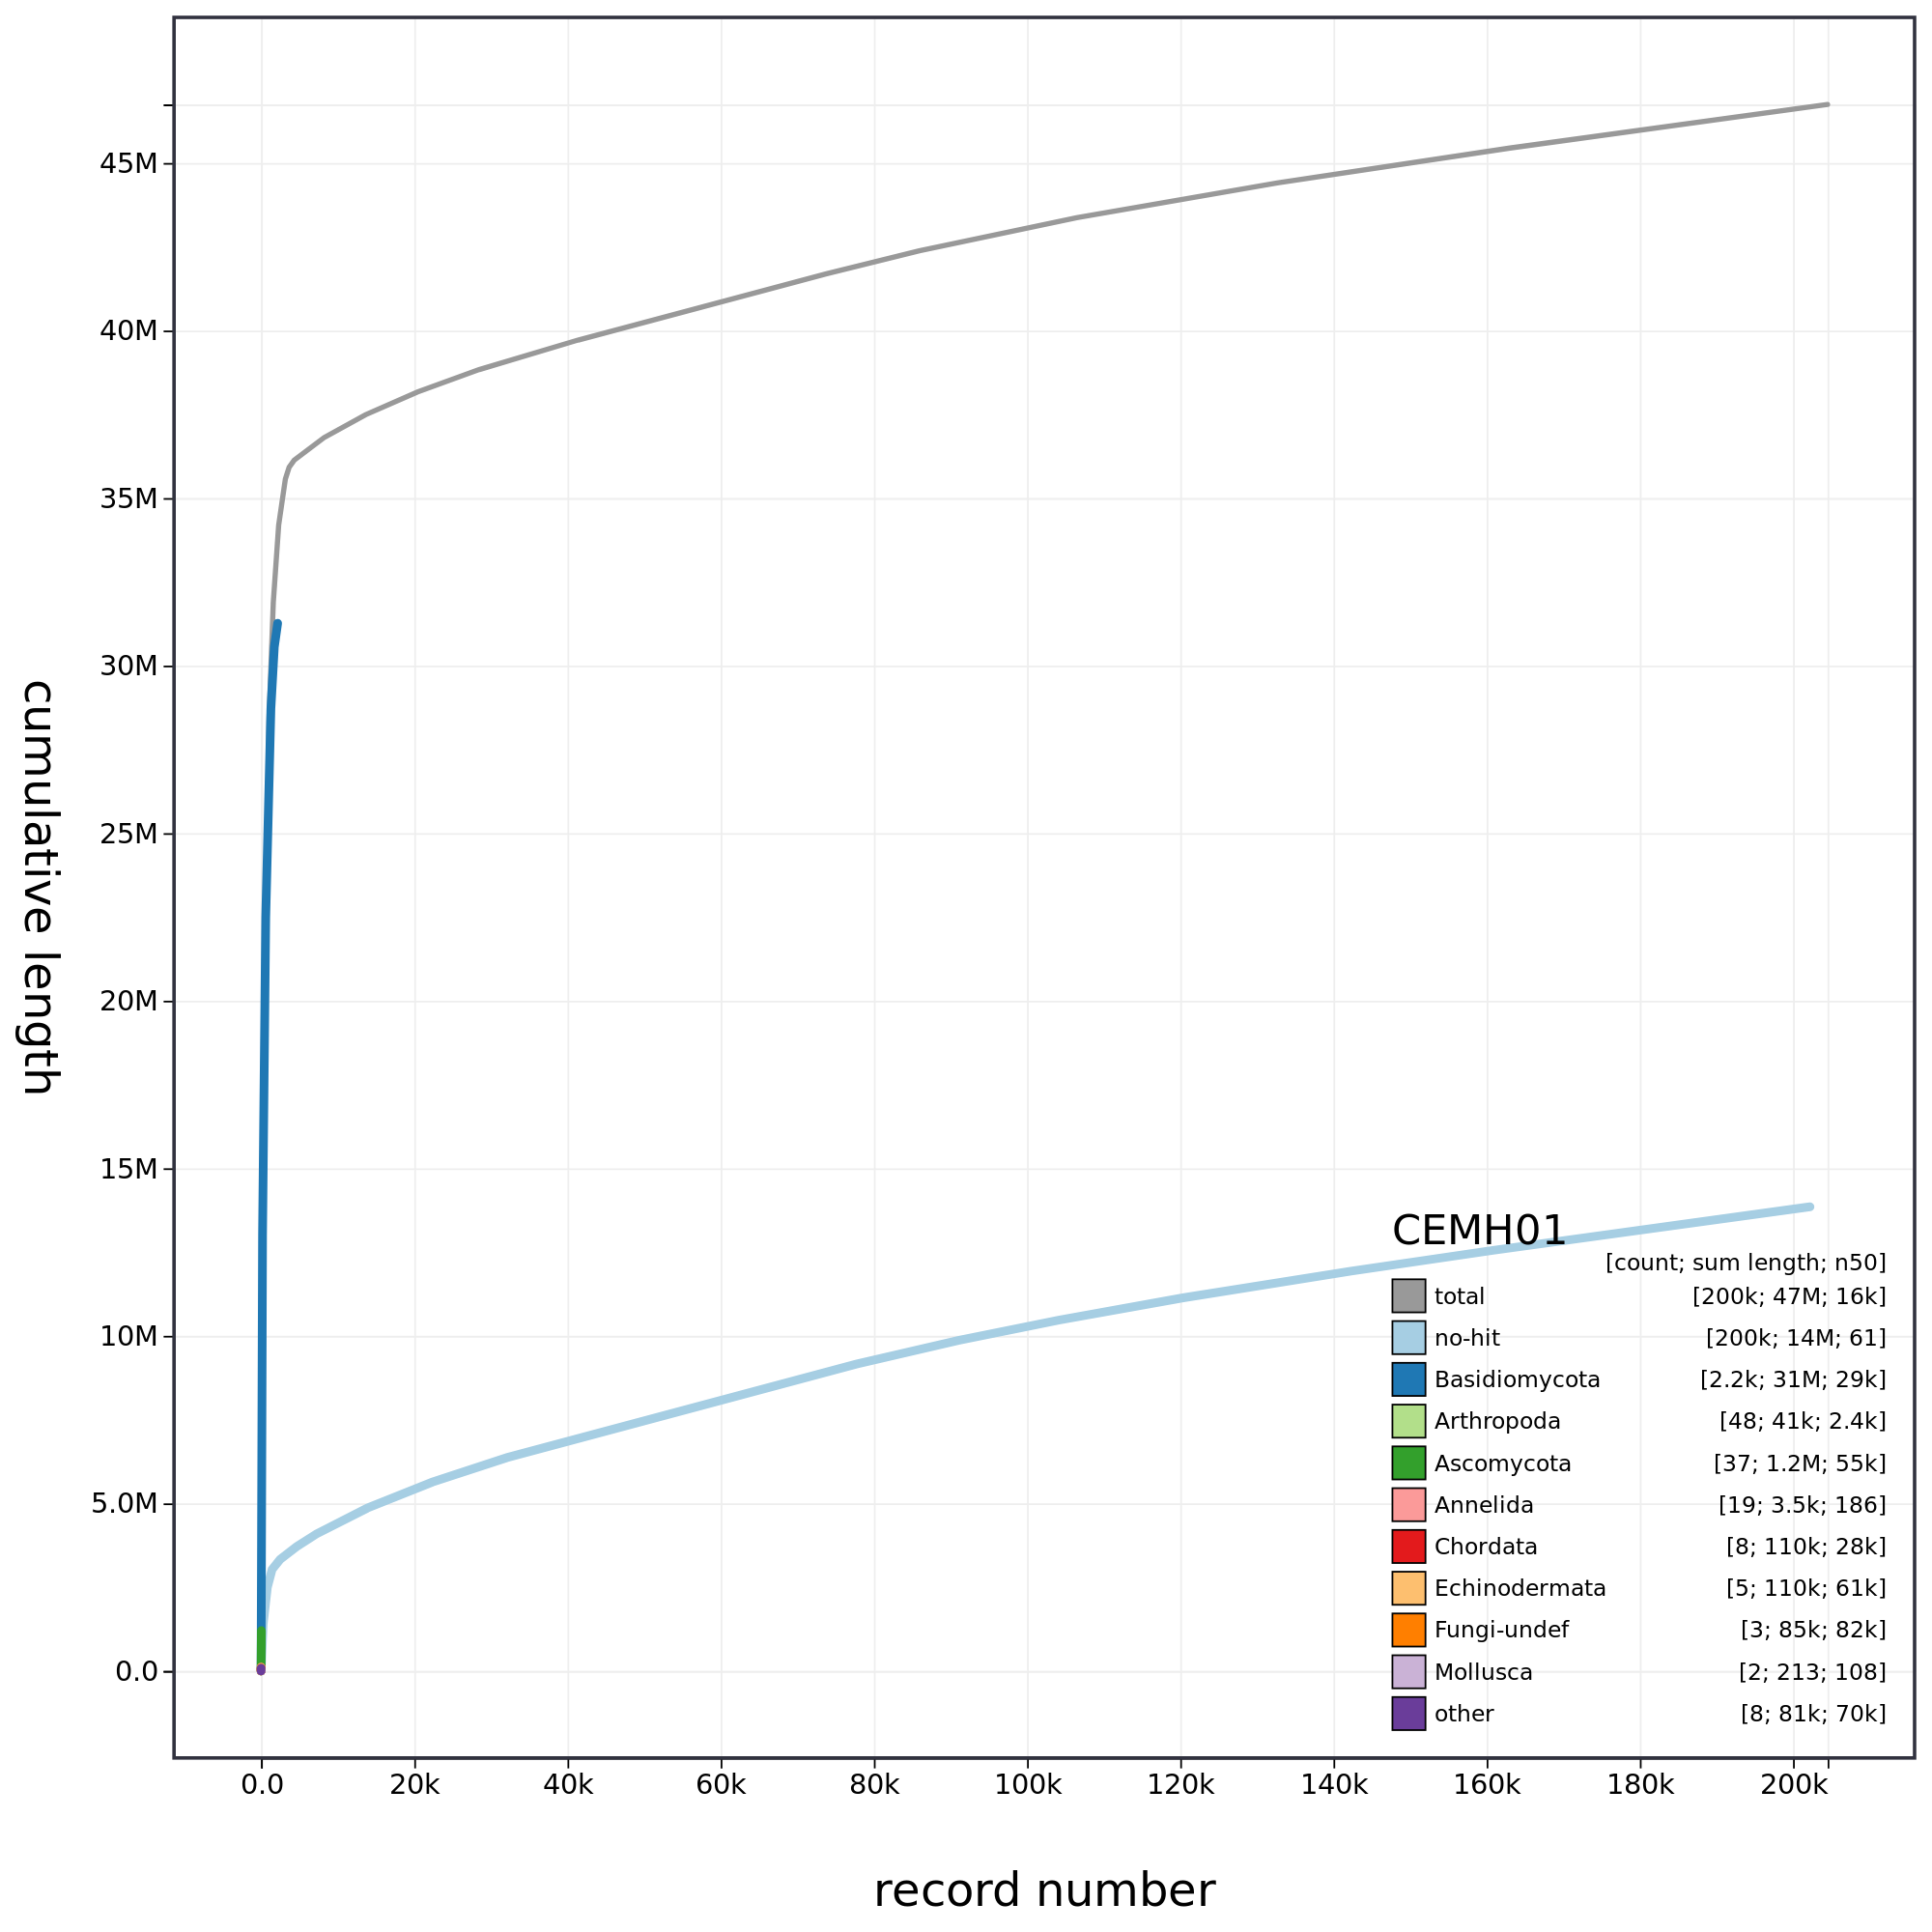 45M
40M
35M
30M
25M
20M
15M
10M
5.0M
0.0
cumulative length
CEMH01
[count; sum length; n50]
total [200k; 47M; 16k]
no-hit [200k; 14M; 61]
Basidiomycota [2.2k; 31M; 29k]
Arthropoda [48; 41k; 2.4k]
Ascomycota [37; 1.2M; 55k]
Annelida [19; 3.5k; 186]
Chordata [8; 110k; 28k]
Echinodermata [5; 110k; 61k]
Fungi-undef [3; 85k; 82k]
Mollusca [2; 213; 108]
other [8; 81k; 70k]
0.0 20k 40k 60k 80k 100k 120k 140k 160k 180k 200k
record number